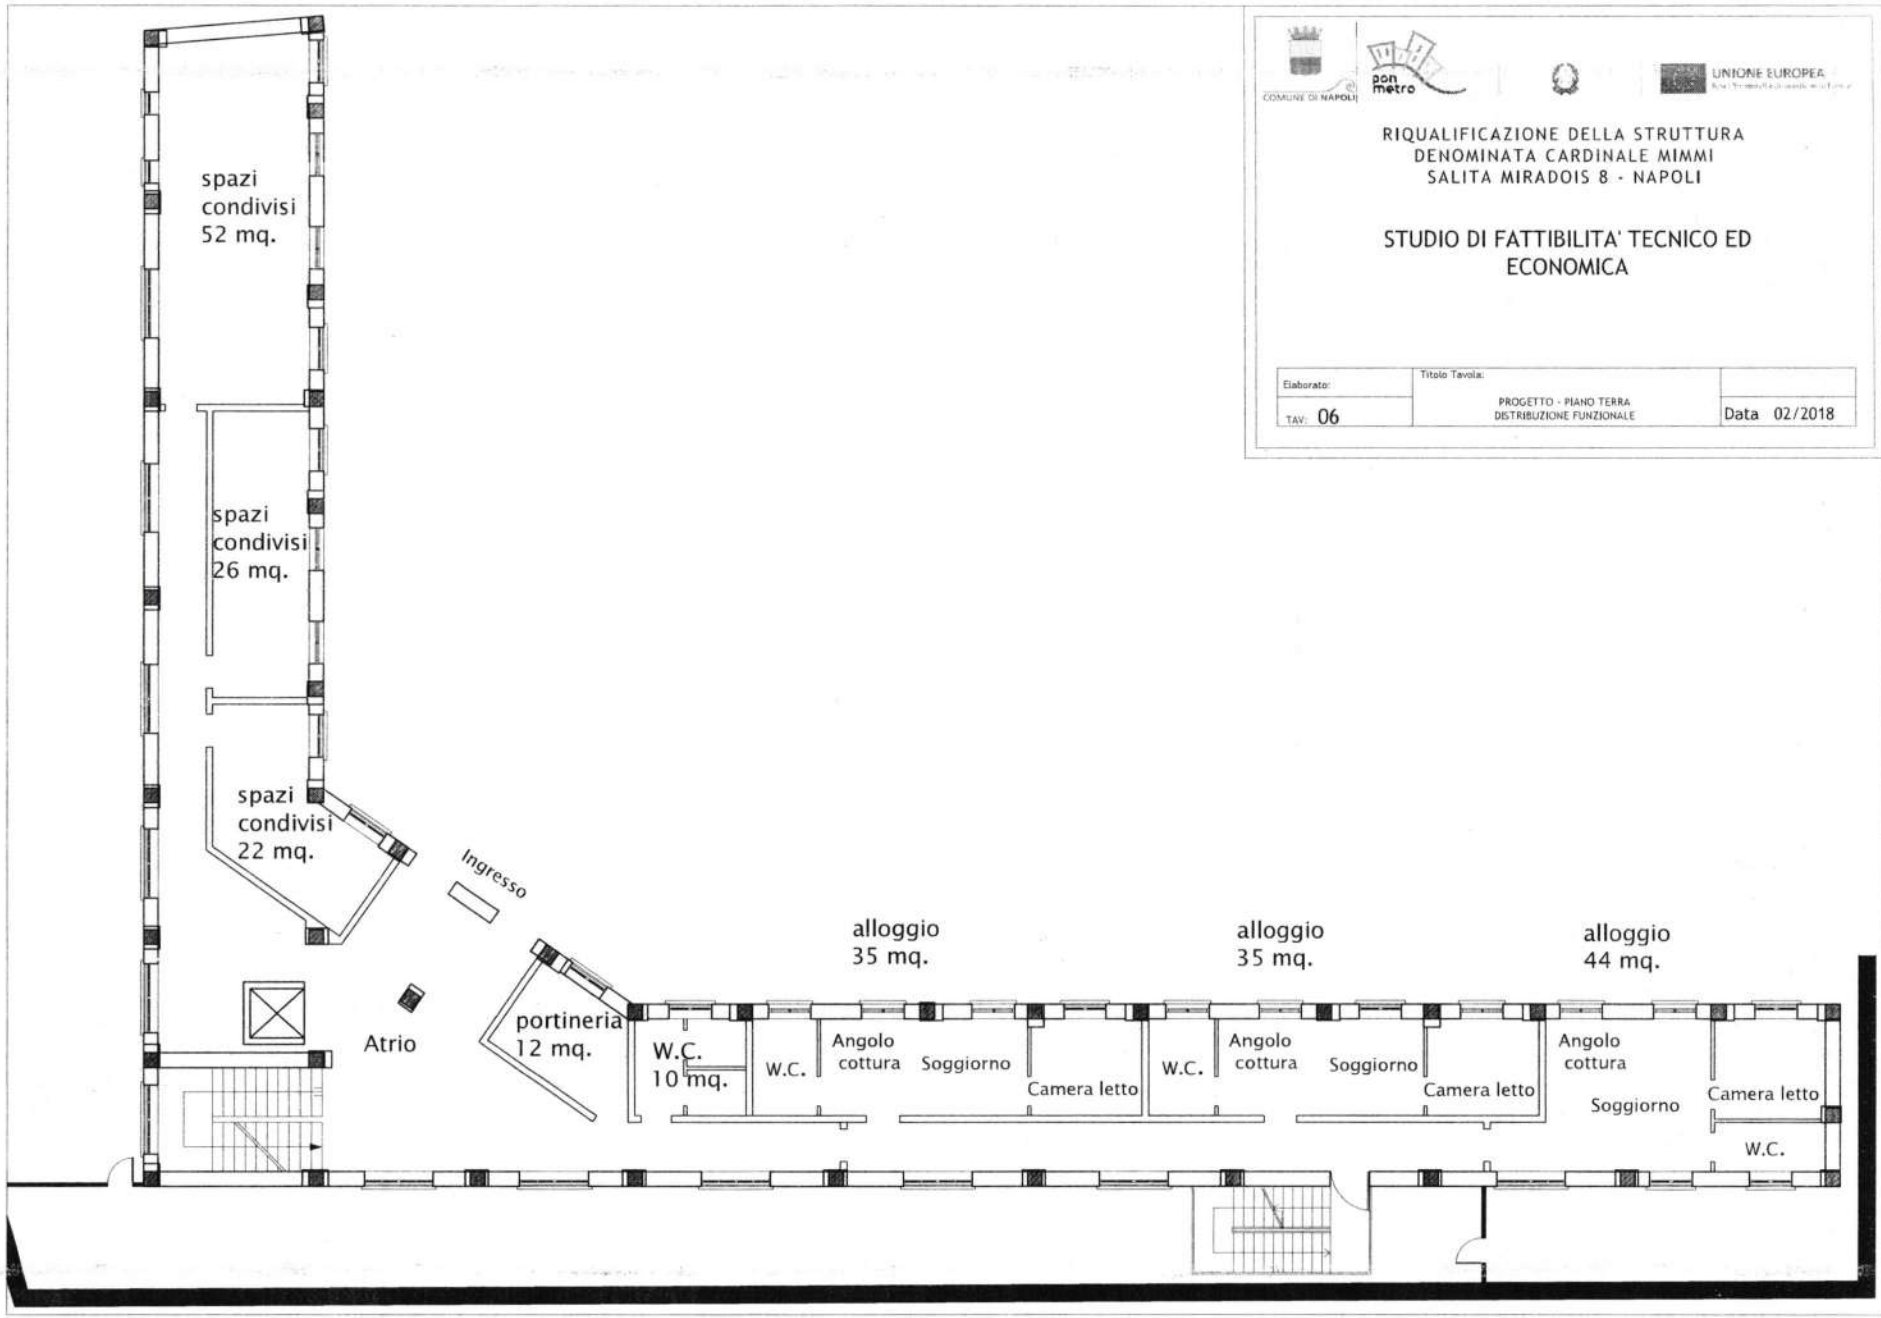 COMUNE DI NAPOLI
pon
metro
UNIONE EUROPEA
RIQUALIFICAZIONE DELLA STRUTTURA
DENOMINATA CARDINALE MIMMI
SALITA MIRADOIS 8 - NAPOLI
STUDIO DI FATTIBILITA' TECNICO ED
ECONOMICA
Elaborato:
TAV: 06
Titolo Tavola:
PROGETTO - PIANO TERRA
DISTRIBUZIONE FUNZIONALE
Data 02/2018
spazi
condivisi
52 mq.
spazi
condivisi
26 mq.
spazi
condivisi
22 mq.
Ingresso
Atrio
portineria
12 mq.
W.C.
10 mq.
alloggio
35 mq.
W.C.
Angolo
cottura
Soggiorno
Camera letto
alloggio
35 mq.
W.C.
Angolo
cottura
Soggiorno
Camera letto
alloggio
44 mq.
Angolo
cottura
Soggiorno
Camera letto
W.C.